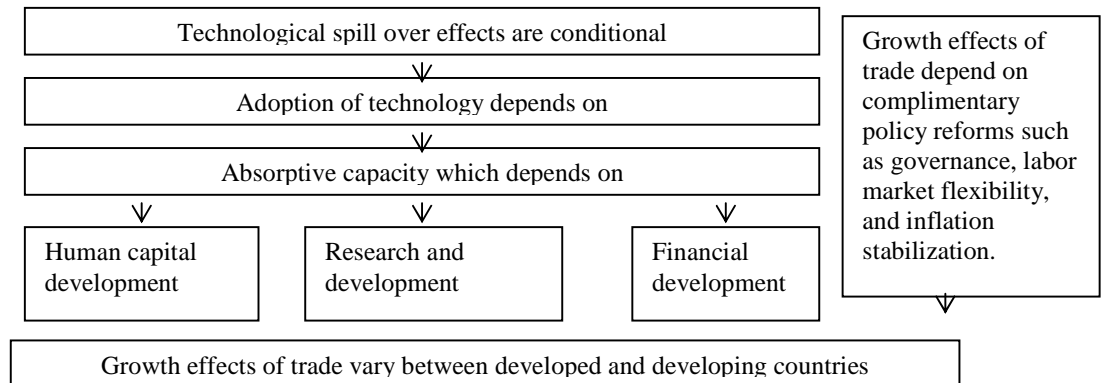 Technological spill over effects are conditional
Adoption of technology depends on
Absorptive capacity which depends on
Human capital
development
Research and
development
Financial
development
Growth effects of
trade depend on
complimentary
policy reforms such
as governance, labor
market flexibility,
and inflation
stabilization.
Growth effects of trade vary between developed and developing countries